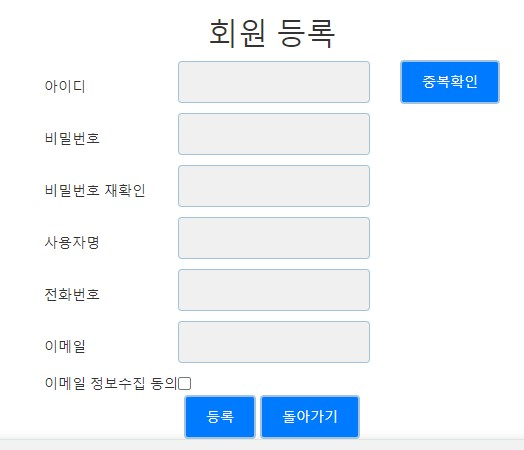 회원 등록
아이디 중복확인
비밀번호
비밀번호 재확인
사용자명
전화번호
이메일
이메일 정보수집 동의
등록 돌아가기